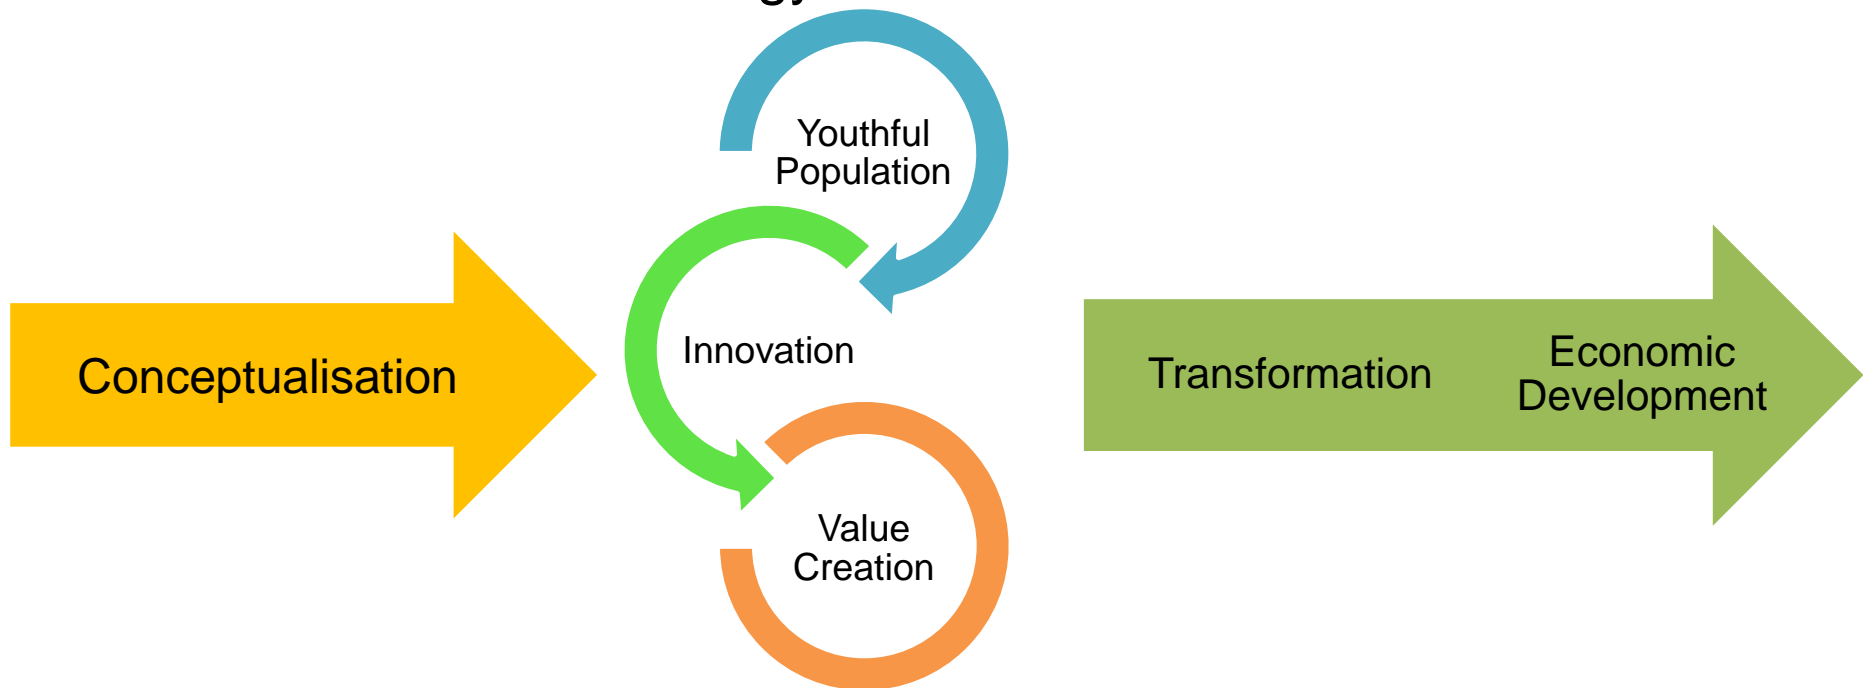 Youthful
Population
Conceptualisation
Innovation
Value
Creation
Transformation
Economic
Development